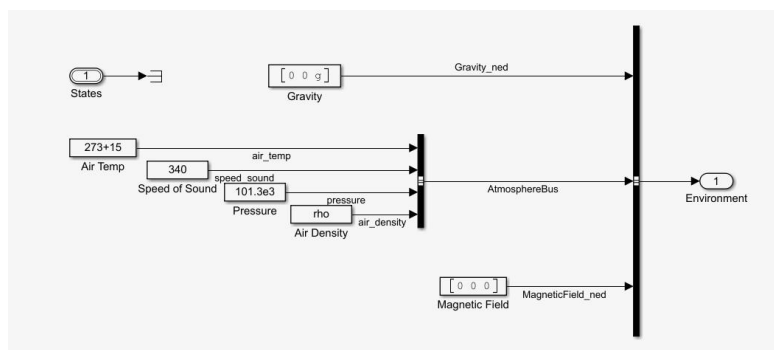 Gravity_ned
1
States
[0 0 g]
Gravity
273+15
Air Temp
air_temp
340
Speed of Sound
speed_sound
101.3e3
Pressure
pressure
rho
Air Density
air_density
AtmosphereBus
1
Environment
[0 0 0]
Magnetic Field
MagneticField_ned